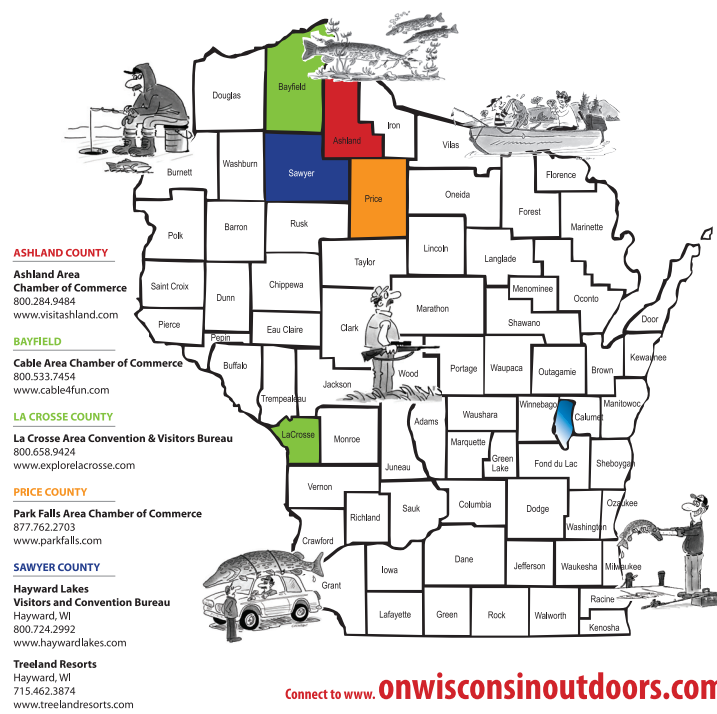 ASHLAND COUNTY
Ashland Area
Chamber of Commerce
800.284.9484
www.visitashland.com
BAYFIELD
Cable Area Chamber of Commerce
800.533.7454
www.cable4fun.com
LA CROSSE COUNTY
La Crosse Area Convention & Visitors Bureau
800.658.9424
www.explorelacrosse.com
PRICE COUNTY
Park Falls Area Chamber of Commerce
877.762.2703
www.parkfalls.com
SAWYER COUNTY
Hayward Lakes
Visitors and Convention Bureau
Hayward, WI
800.724.2992
www.haywardlakes.com
Treeland Resorts
Hayward, WI
715.462.3874
www.treelandresorts.com
Douglas
Bayfield
Ashland
Iron
Vilas
Burnett
Washburn
Sawyer
Price
Oneida
Florence
Forest
Marinette
Polk
Barron
Rusk
Lincoln
Langlade
Taylor
Saint Croix
Dunn
Chippewa
Marathon
Menominee
Oconto
Pierce
Pepin
Eau Claire
Clark
Shawano
Door
Buffalo
Trempealeau
Jackson
Wood
Portage
Waupaca
Outagamie
Brown
Kewaunee
LaCrosse
Monroe
Juneau
Adams
Waushara
Winnebago
Calumet
Manitowoc
Marquette
Green
Lake
Fond du Lac
Sheboygan
Vernon
Richland
Sauk
Columbia
Dodge
Washington
Ozaukee
Crawford
Grant
Iowa
Dane
Jefferson
Waukesha
Milwaukee
Lafayette
Green
Rock
Walworth
Racine
Kenosha
Connect to www. onwisconsinoutdoors.com